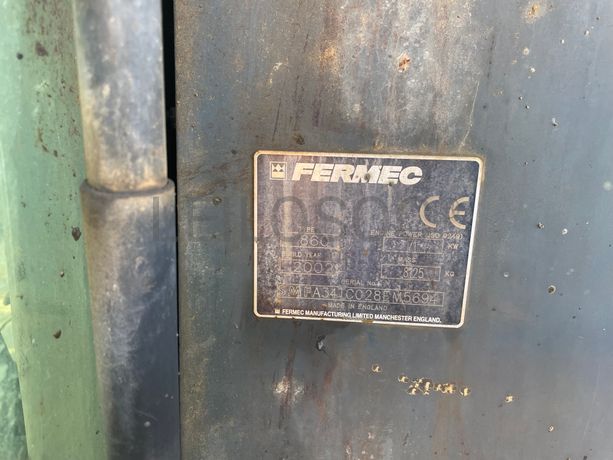 FERMEC
CE
TYPE
860
ENGINE POWER ISO 9249
KW
BUILD YEAR
2002
MASS
8125
KG
SERIAL No.
MADE IN ENGLAND
FERMEC MANUFACTURING LIMITED MANCHESTER ENGLAND.